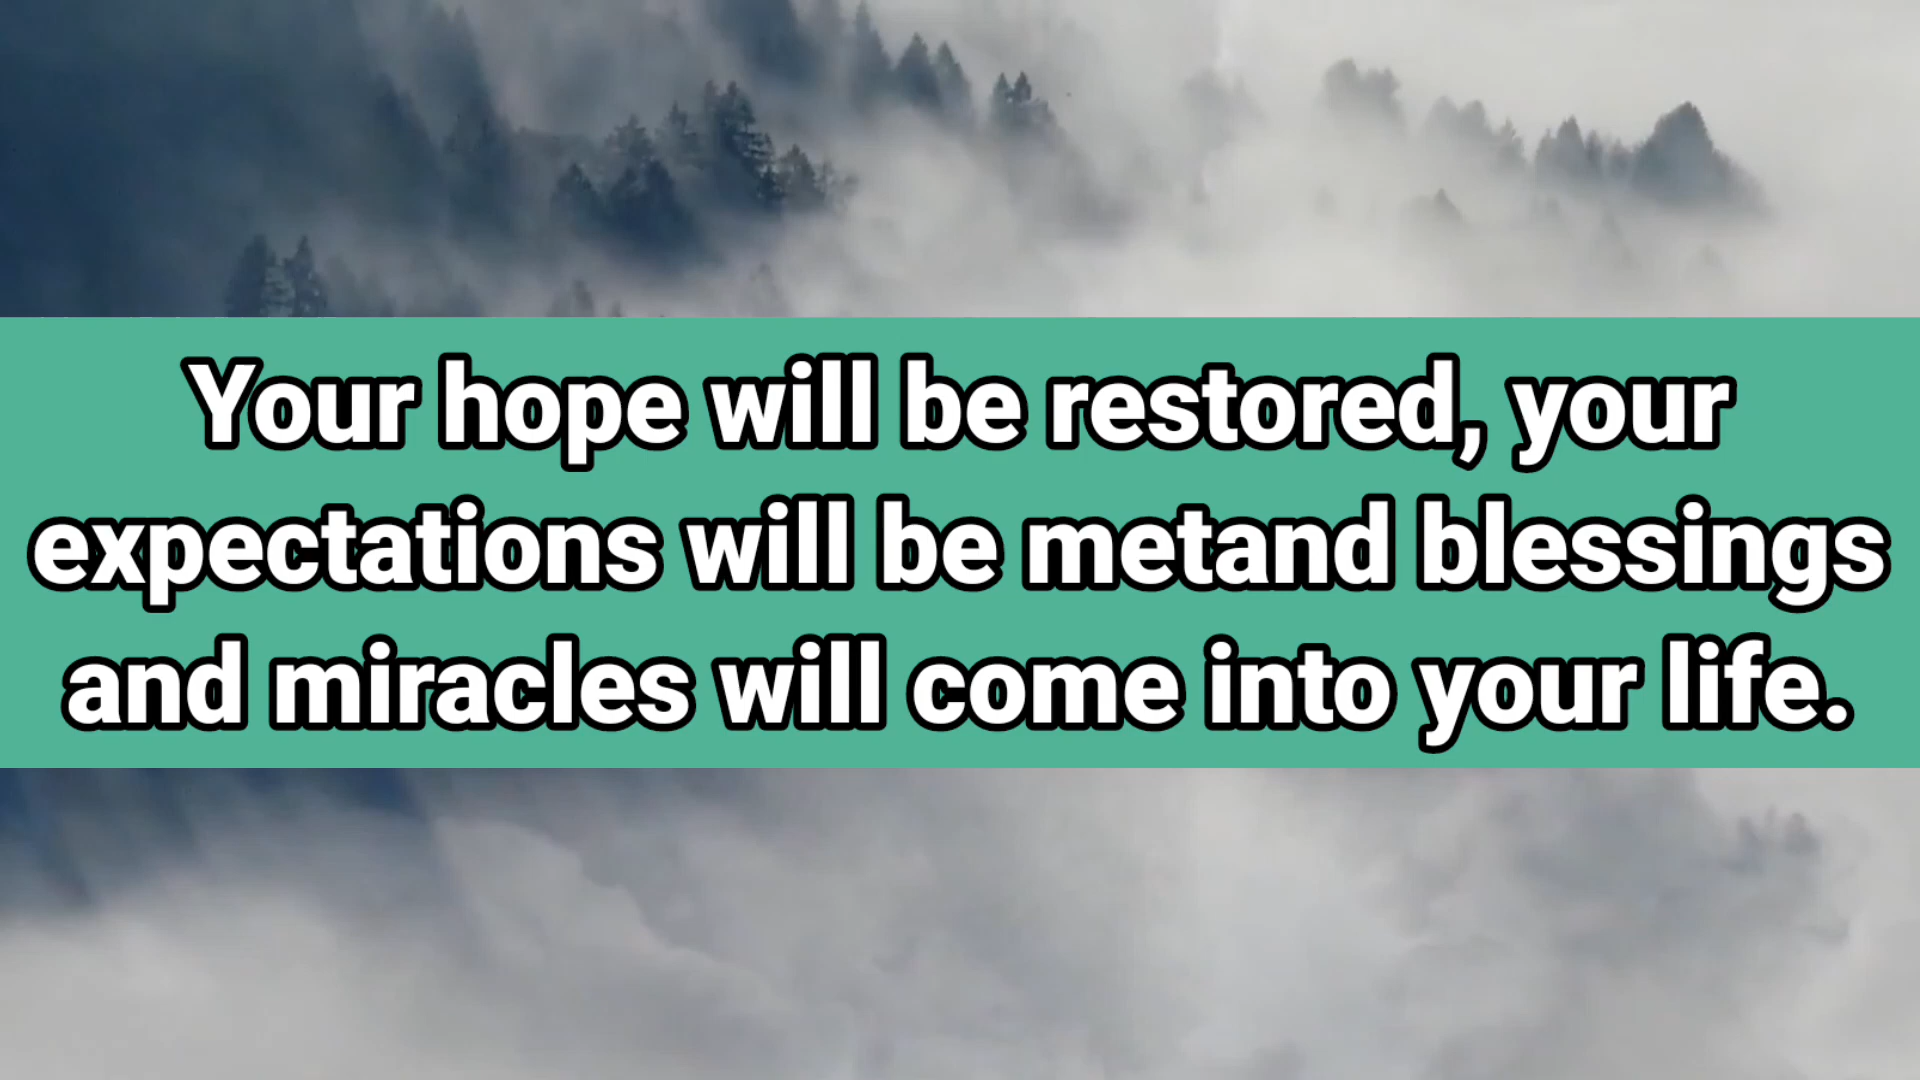 Your hope will be restored, your
expectations will be metand blessings
and miracles will come into your life.